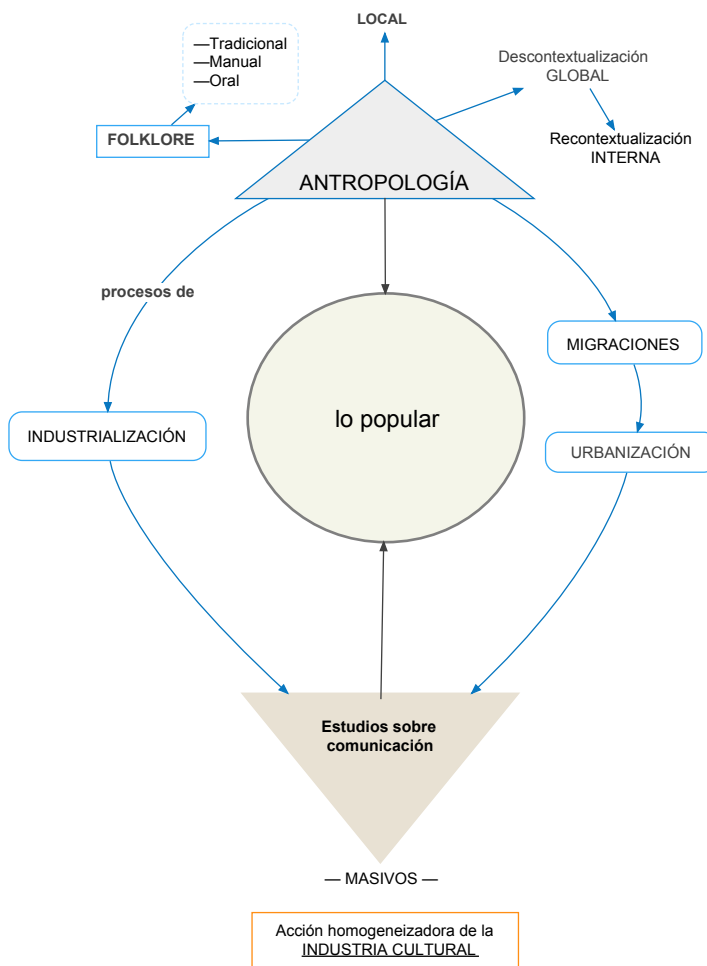 LOCAL
—Tradicional
—Manual
—Oral
Descontextualización
GLOBAL
FOLKLORE
Recontextualización
INTERNA
ANTROPOLOGÍA
procesos de
MIGRACIONES
lo popular
INDUSTRIALIZACIÓN
URBANIZACIÓN
Estudios sobre
comunicación
— MASIVOS —
Acción homogeneizadora de la
INDUSTRIA CULTURAL